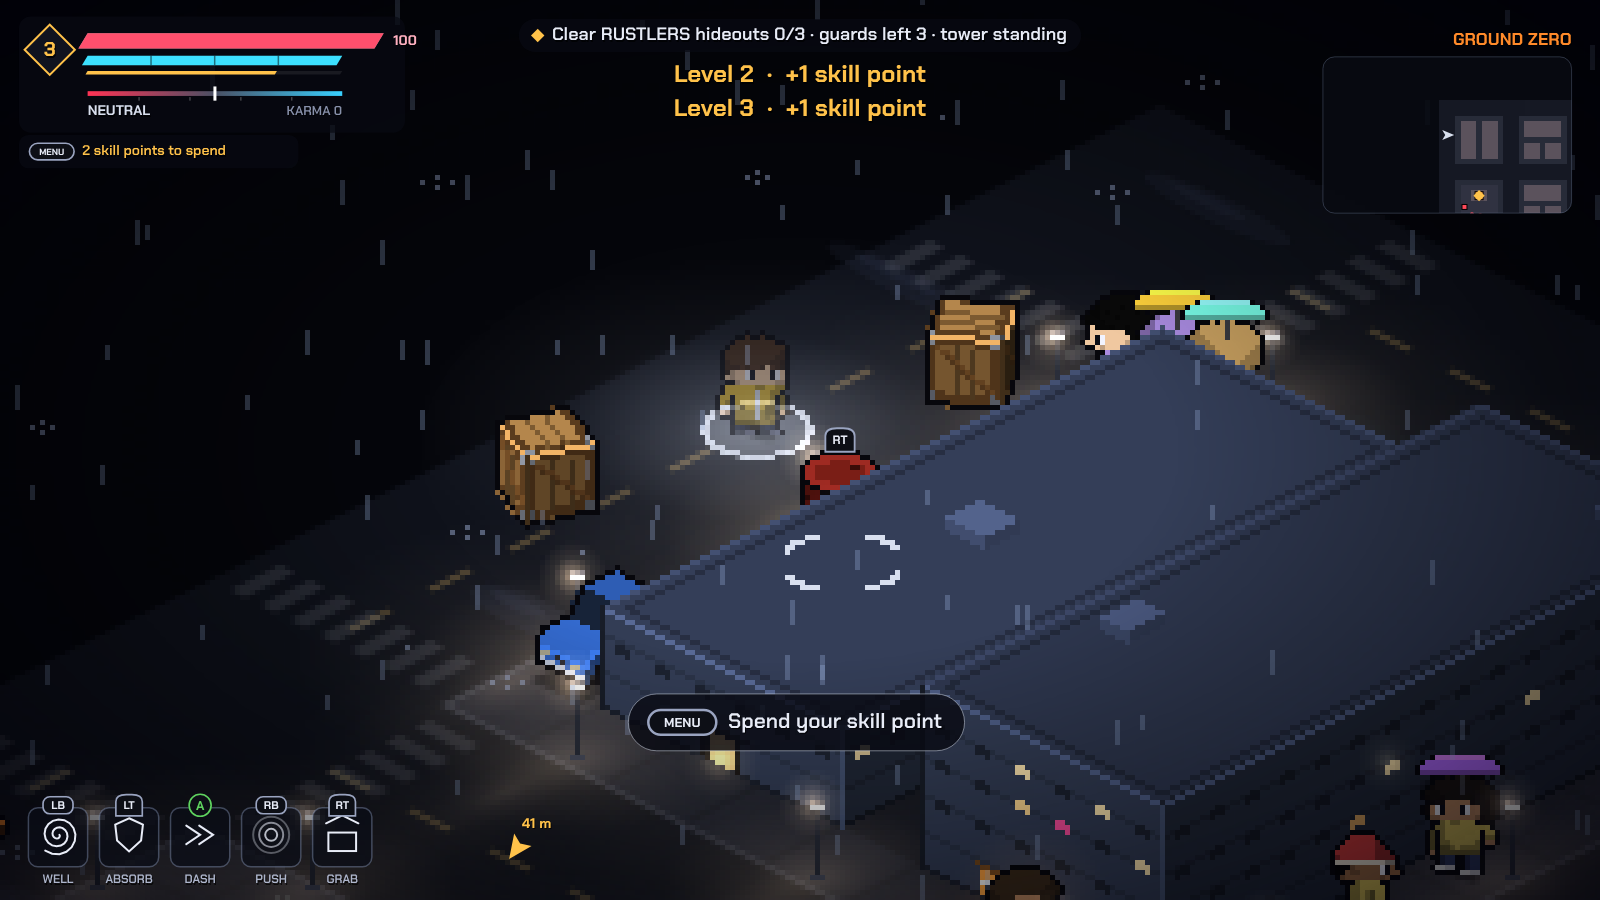 3
100
NEUTRAL
KARMA 0
MENU 2 skill points to spend
Clear RUSTLERS hideouts 0/3 · guards left 3 · tower standing
Level 2 · +1 skill point
Level 3 · +1 skill point
GROUND ZERO
RT
MENU Spend your skill point
41 m
LB LT A RB RT
WELL ABSORB DASH PUSH GRAB